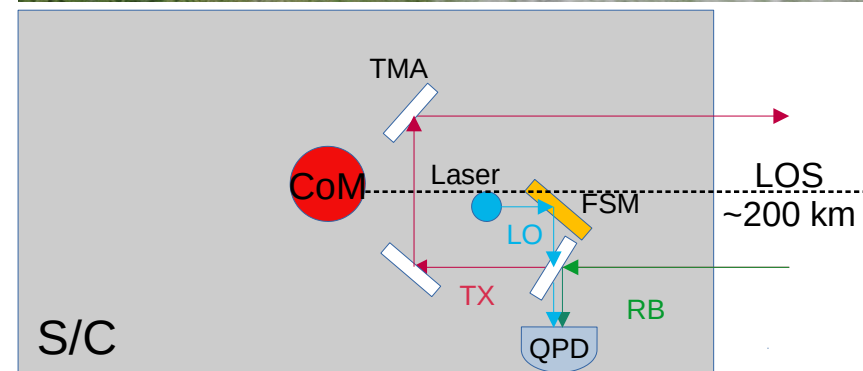 TMA
CoM
Laser
LOS
FSM
~200 km
LO
TX
RB
S/C
QPD